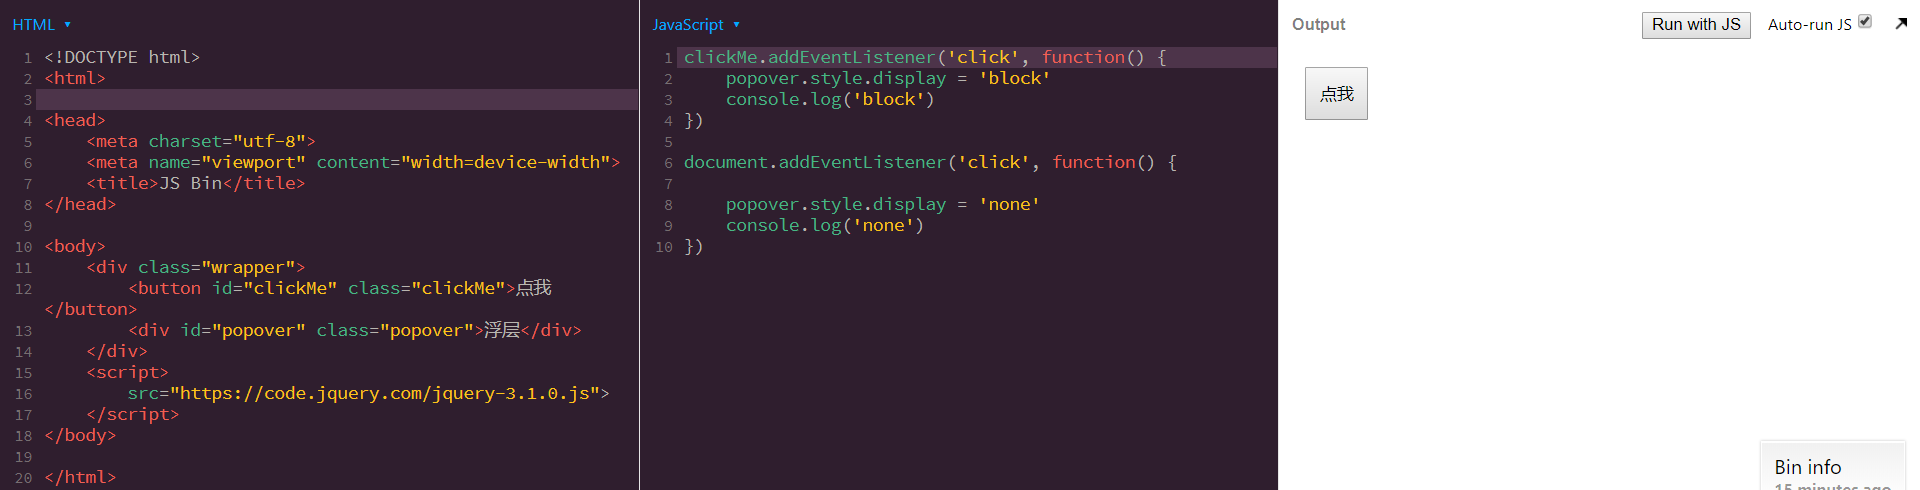 HTML ▾
1 <!DOCTYPE html>
2 <html>
3
4 <head>
5     <meta charset="utf-8">
6     <meta name="viewport" content="width=device-width">
7     <title>JS Bin</title>
8 </head>
9
10 <body>
11     <div class="wrapper">
12         <button id="clickMe" class="clickMe">点我
</button>
13         <div id="popover" class="popover">浮层</div>
14     </div>
15     <script>
16         src="https://code.jquery.com/jquery-3.1.0.js">
17     </script>
18 </body>
19
20 </html>
JavaScript ▾
1 clickMe.addEventListener('click', function() {
2     popover.style.display = 'block'
3     console.log('block')
4 })
5
6 document.addEventListener('click', function() {
7
8     popover.style.display = 'none'
9     console.log('none')
10 })
Output
Run with JS
Auto-run JS
点我
Bin info
15 minutes ago